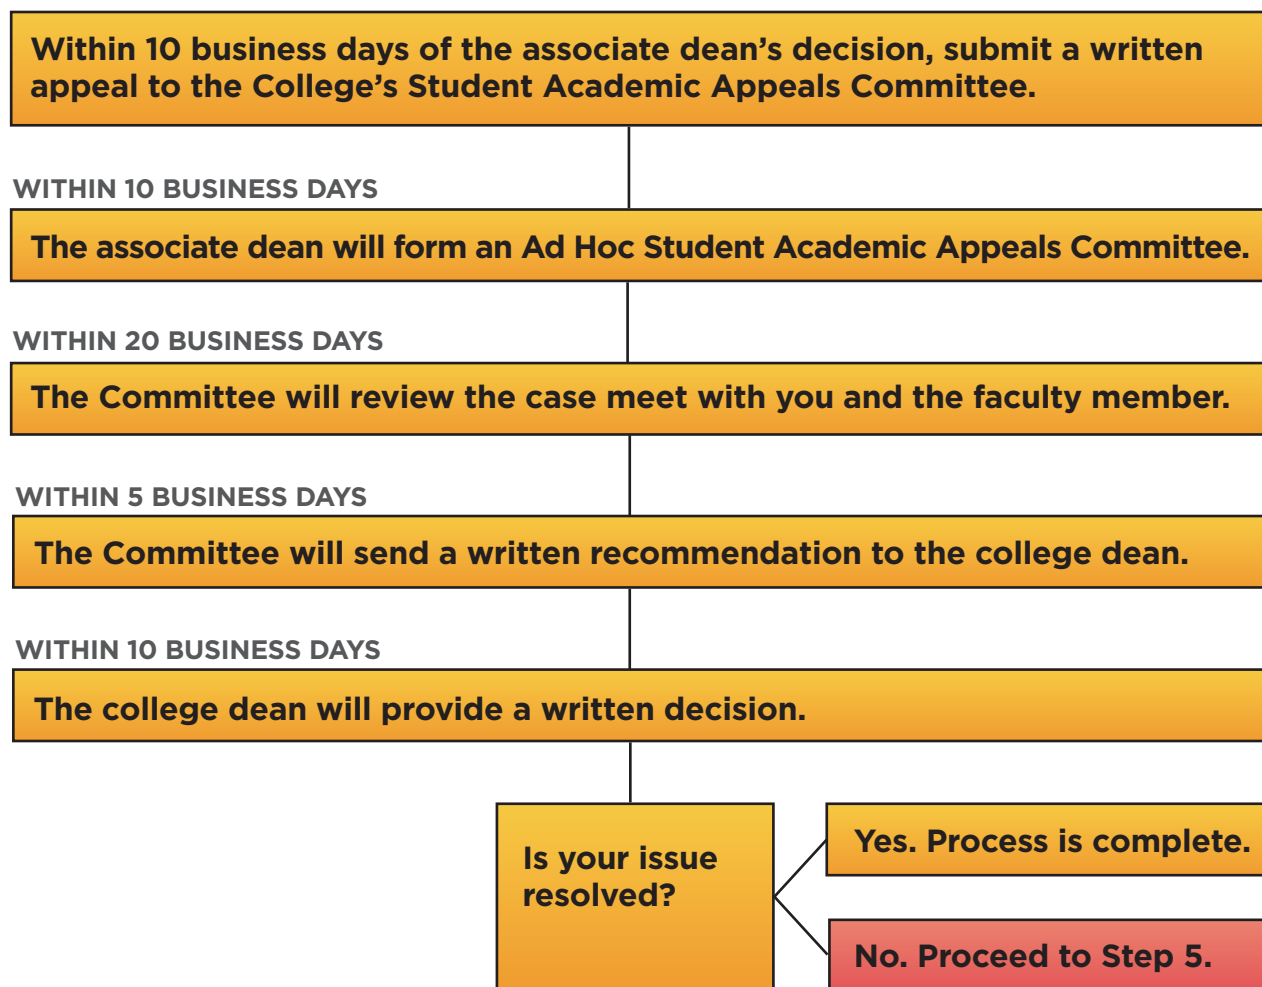 Within 10 business days of the associate dean’s decision, submit a written
appeal to the College’s Student Academic Appeals Committee.
WITHIN 10 BUSINESS DAYS
The associate dean will form an Ad Hoc Student Academic Appeals Committee.
WITHIN 20 BUSINESS DAYS
The Committee will review the case meet with you and the faculty member.
WITHIN 5 BUSINESS DAYS
The Committee will send a written recommendation to the college dean.
WITHIN 10 BUSINESS DAYS
The college dean will provide a written decision.
Is your issue
resolved?
Yes. Process is complete.
No. Proceed to Step 5.